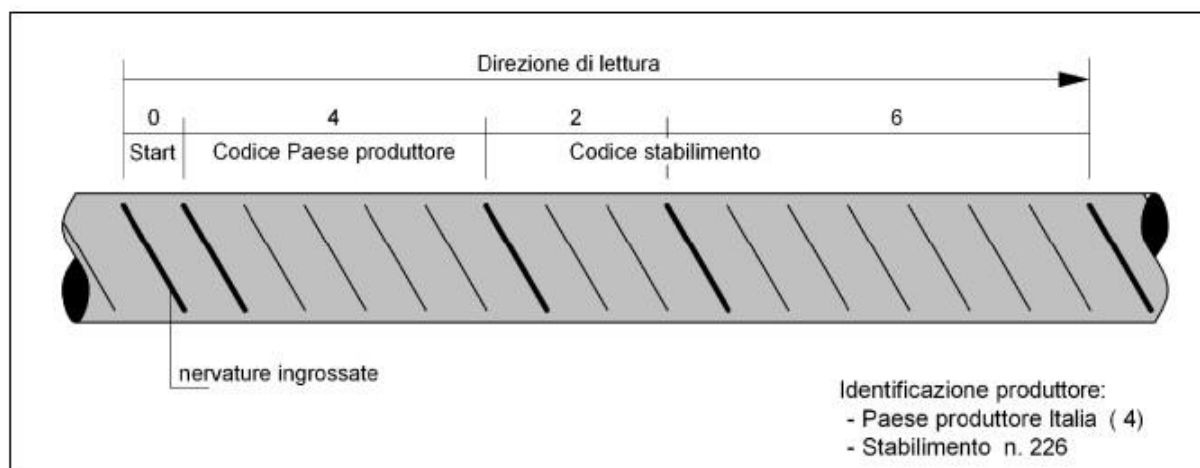 Direzione di lettura
0 4 2 6
Start Codice Paese produttore Codice stabilimento
nervature ingrossate
Identificazione produttore:
- Paese produttore Italia ( 4)
- Stabilimento n. 226